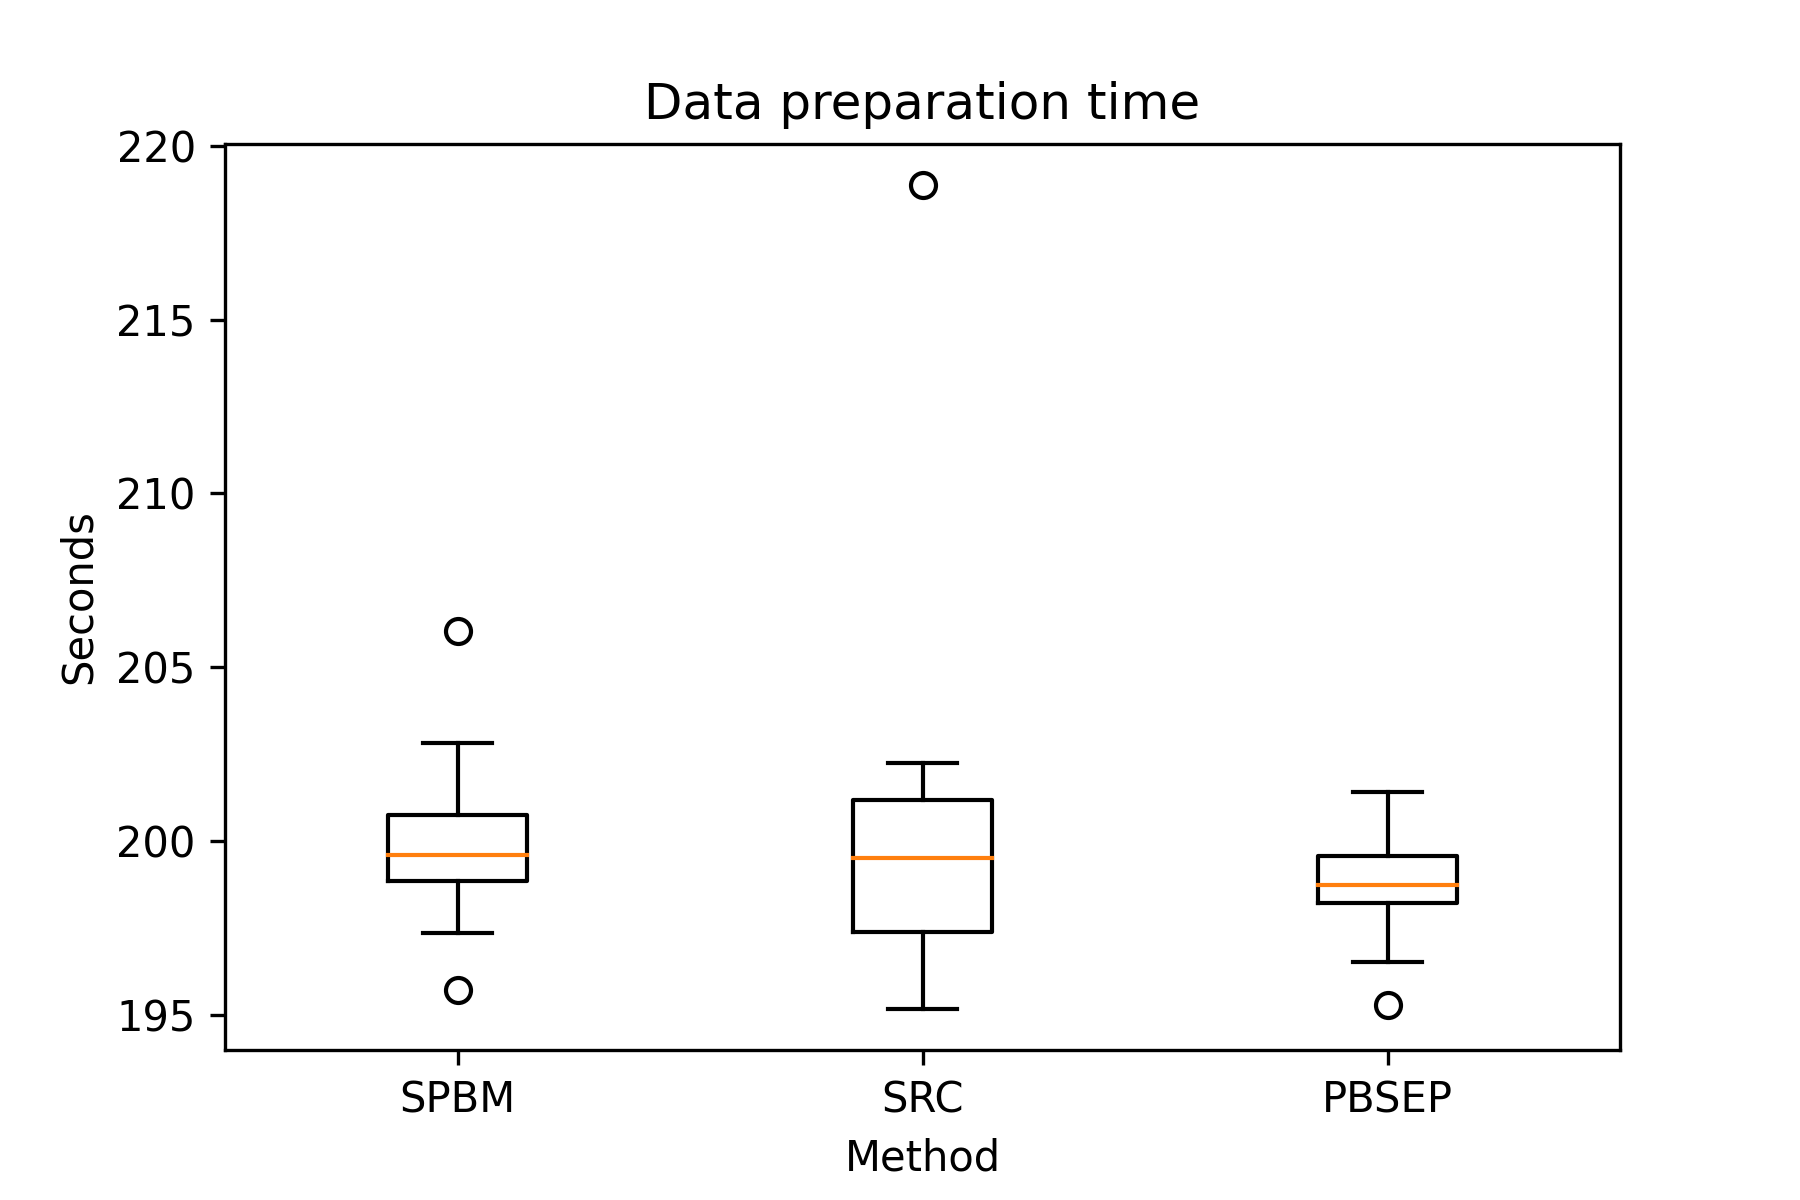 Data preparation time
220
215
210
205
200
195
Seconds
SPBM SRC PBSEP
Method